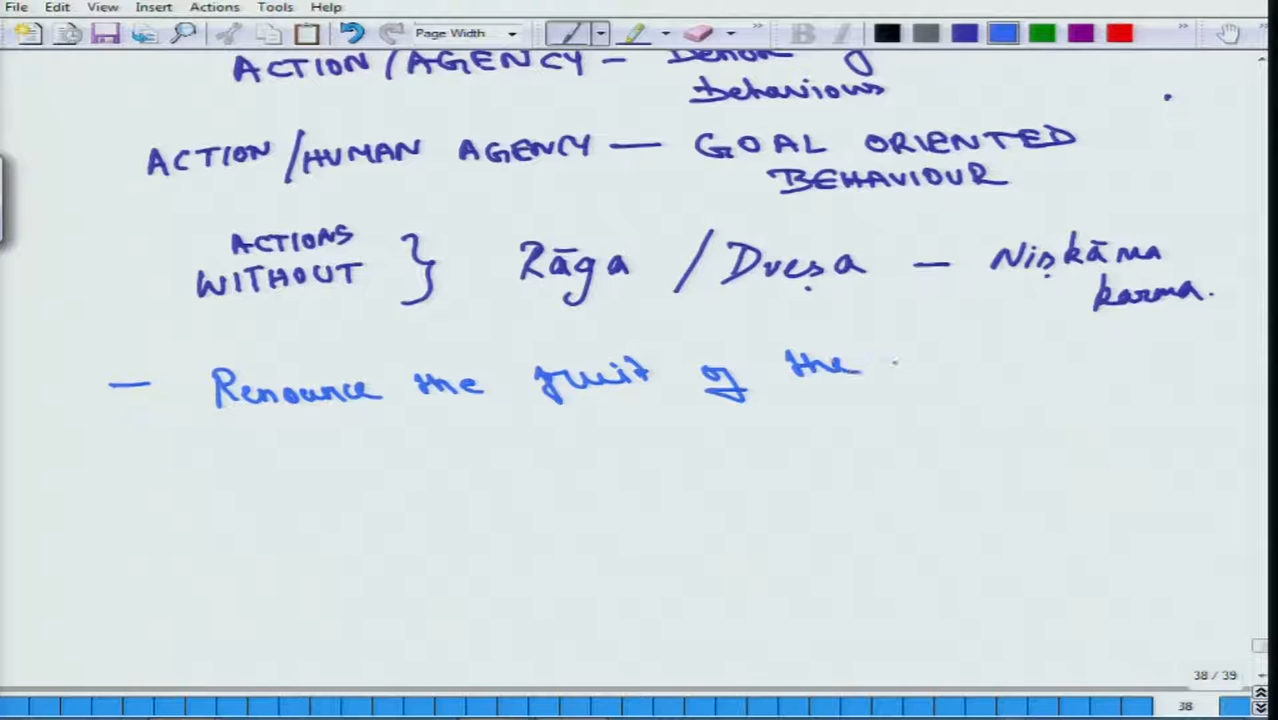 File Edit View Insert Actions Tools Help
Page Width
ACTION / AGENCY -
Behaviours
ACTION / HUMAN AGENCY — GOAL ORIENTED
BEHAVIOUR
ACTIONS
WITHOUT } Rāga / Dveṣa — Niṣkāma
karma.
— Renounce the fruit of the
38 / 39
38